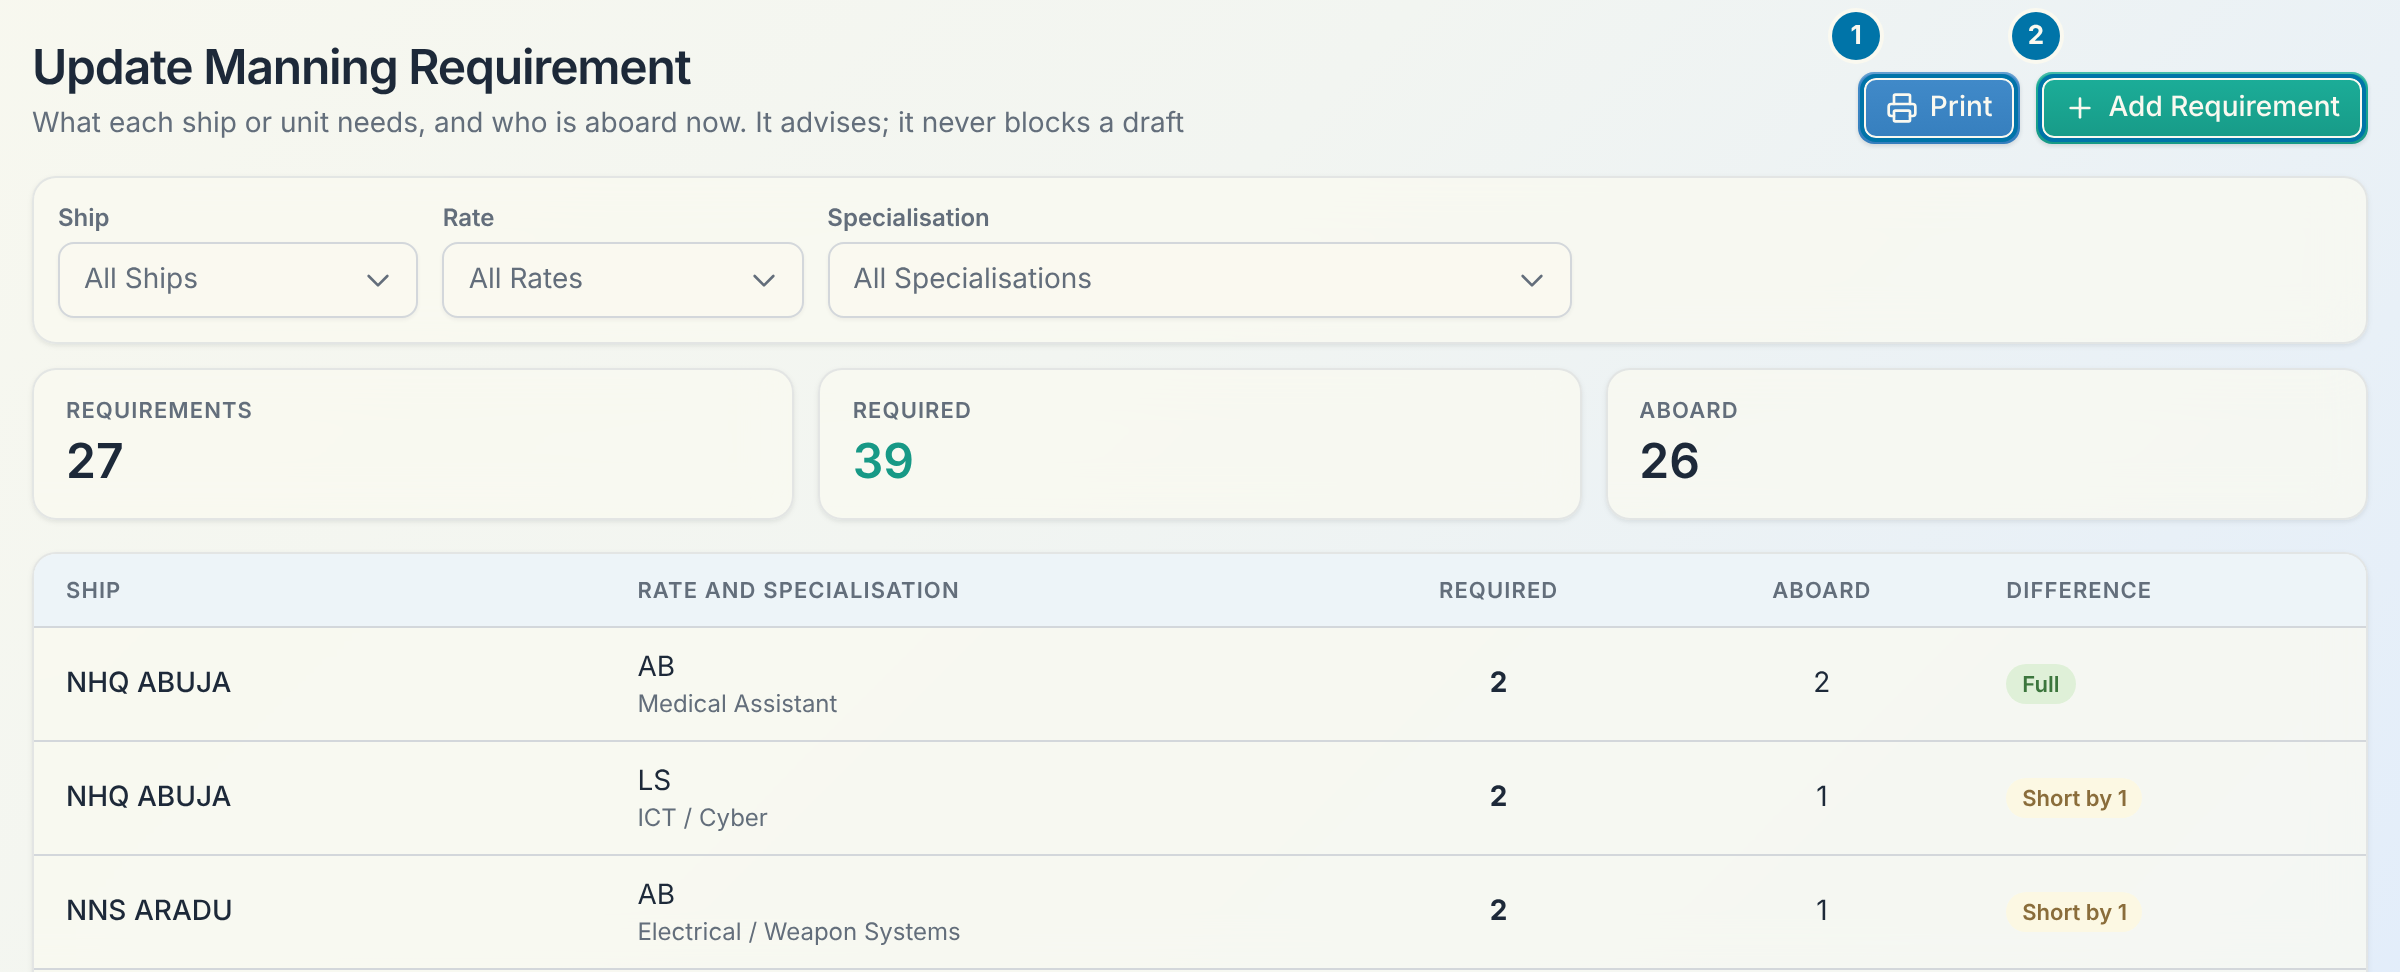 1
2
Update Manning Requirement
What each ship or unit needs, and who is aboard now. It advises; it never blocks a draft
Print
Add Requirement
Ship
Rate
Specialisation
All Ships
All Rates
All Specialisations
REQUIREMENTS
REQUIRED
ABOARD
27
39
26
SHIP
RATE AND SPECIALISATION
REQUIRED
ABOARD
DIFFERENCE
NHQ ABUJA
AB
Medical Assistant
2
2
Full
NHQ ABUJA
LS
ICT / Cyber
2
1
Short by 1
NNS ARADU
AB
Electrical / Weapon Systems
2
1
Short by 1